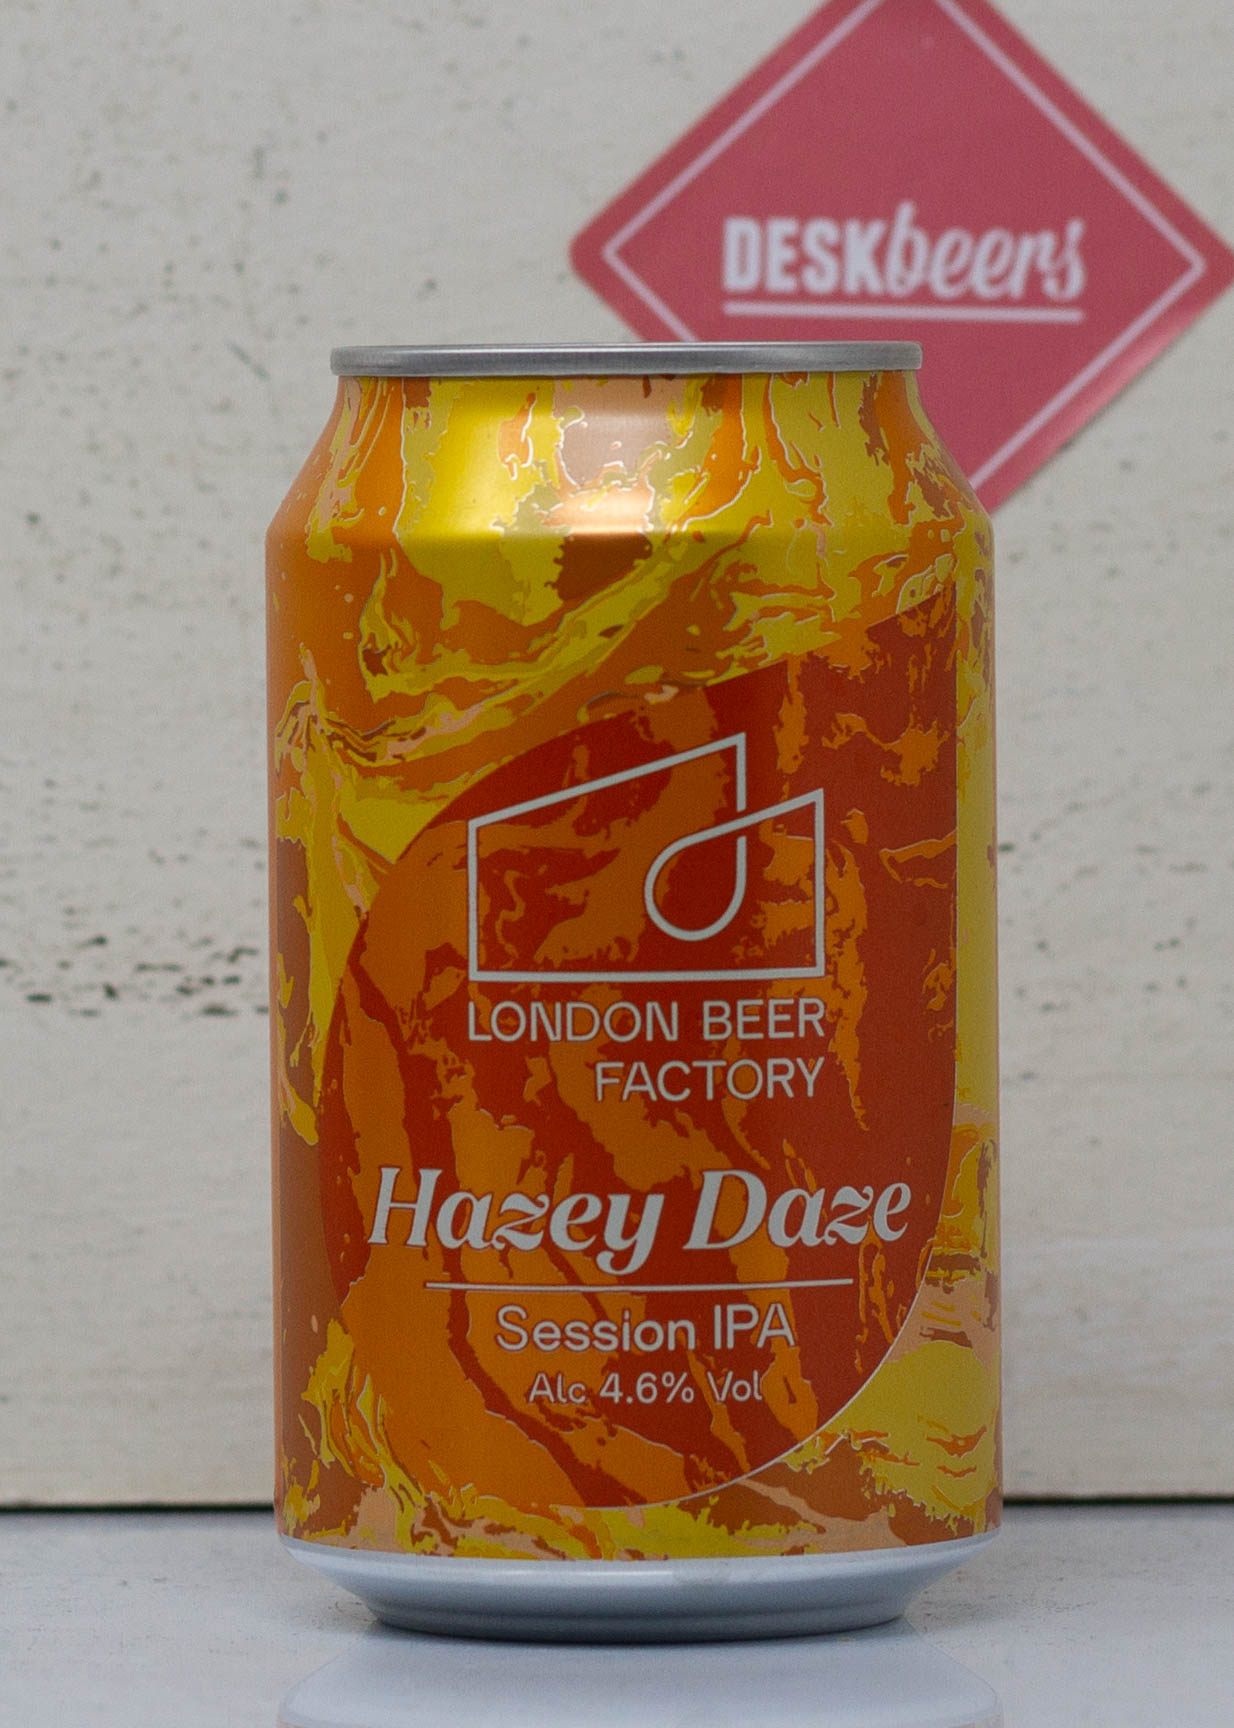 DESKbeers
LONDON BEER
FACTORY
Hazey Daze
Session IPA
Alc 4.6% Vol